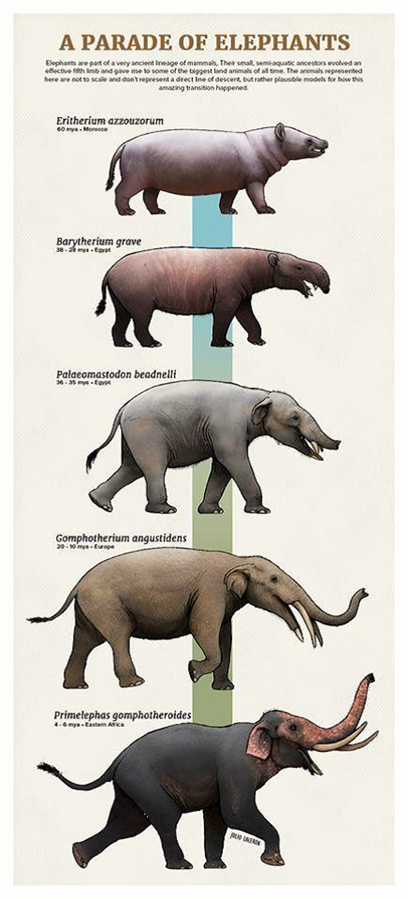 A PARADE OF ELEPHANTS
Elephants are part of a very ancient lineage of mammals, Their small, semi-aquatic ancestors evolved an
effective fifth limb and gave rise to some of the biggest land animals of all time. The animals represented
here are not to scale and don't represent a direct line of descent, but rather plausible models for how this
amazing transition happened.
Eritherium azzouzorum
60 mya • Morocco
Barytherium grave
38 - 28 mya • Egypt
Palaeomastodon beadnelli
36 - 35 mya • Egypt
Gomphotherium angustidens
20 - 10 mya • Europe
Primelephas gomphotheroides
4 - 6 mya • Eastern Africa
JULIO LACERDA